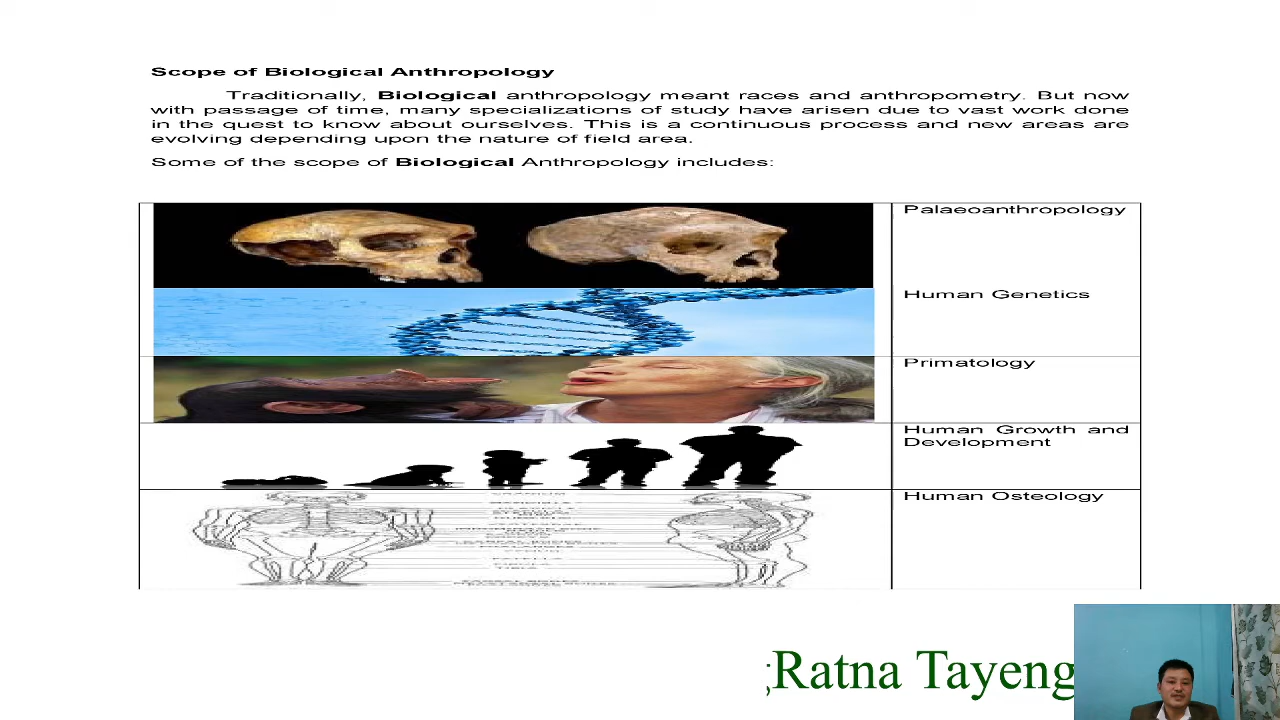 Scope of Biological Anthropology
Traditionally, Biological anthropology meant races and anthropometry. But now
with passage of time, many specializations of study have arisen due to vast work done
in the quest to know about ourselves. This is a continuous process and new areas are
evolving depending upon the nature of field area.
Some of the scope of Biological Anthropology includes:
Palaeoanthropology
Human Genetics
Primatology
Human Growth and
Development
Human Osteology
CRANIUM
PATELLA
TIBIA
;Ratna Tayeng